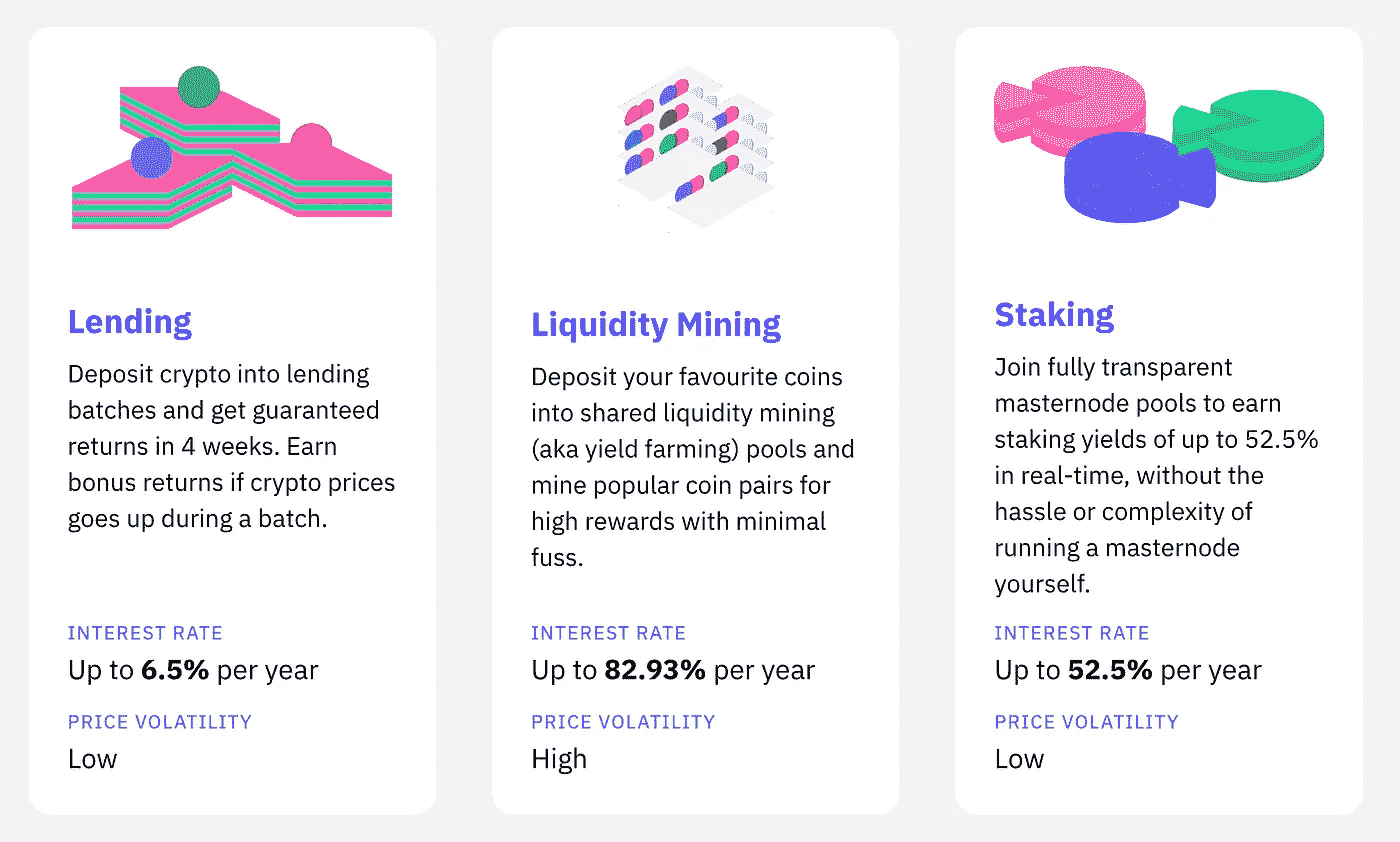 Lending
Deposit crypto into lending
batches and get guaranteed
returns in 4 weeks. Earn
bonus returns if crypto prices
goes up during a batch.
INTEREST RATE
Up to 6.5% per year
PRICE VOLATILITY
Low
Liquidity Mining
Deposit your favourite coins
into shared liquidity mining
(aka yield farming) pools and
mine popular coin pairs for
high rewards with minimal
fuss.
INTEREST RATE
Up to 82.93% per year
PRICE VOLATILITY
High
Staking
Join fully transparent
masternode pools to earn
staking yields of up to 52.5%
in real-time, without the
hassle or complexity of
running a masternode
yourself.
INTEREST RATE
Up to 52.5% per year
PRICE VOLATILITY
Low